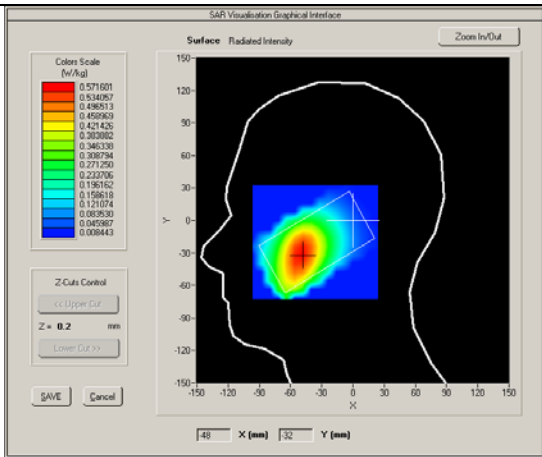 SAR Visualisation Graphical Interface
Surface Radiated Intensity
Zoom In/Out
Colors Scale
(W/kg)
0.571601
0.534057
0.496513
0.458969
0.421426
0.383882
0.346338
0.308794
0.271250
0.233706
0.196162
0.158618
0.121074
0.083530
0.045987
0.008443
Z-Cuts Control
<< Upper Cut
Z = 0.2 mm
Lower Cut >>
SAVE
Cancel
150
120
90
60
30
0
-30
-60
-90
-120
-150
Y
-150 -120 -90 -60 -30 0 30 60 90 120 150
X
-48 X (mm) -32 Y (mm)